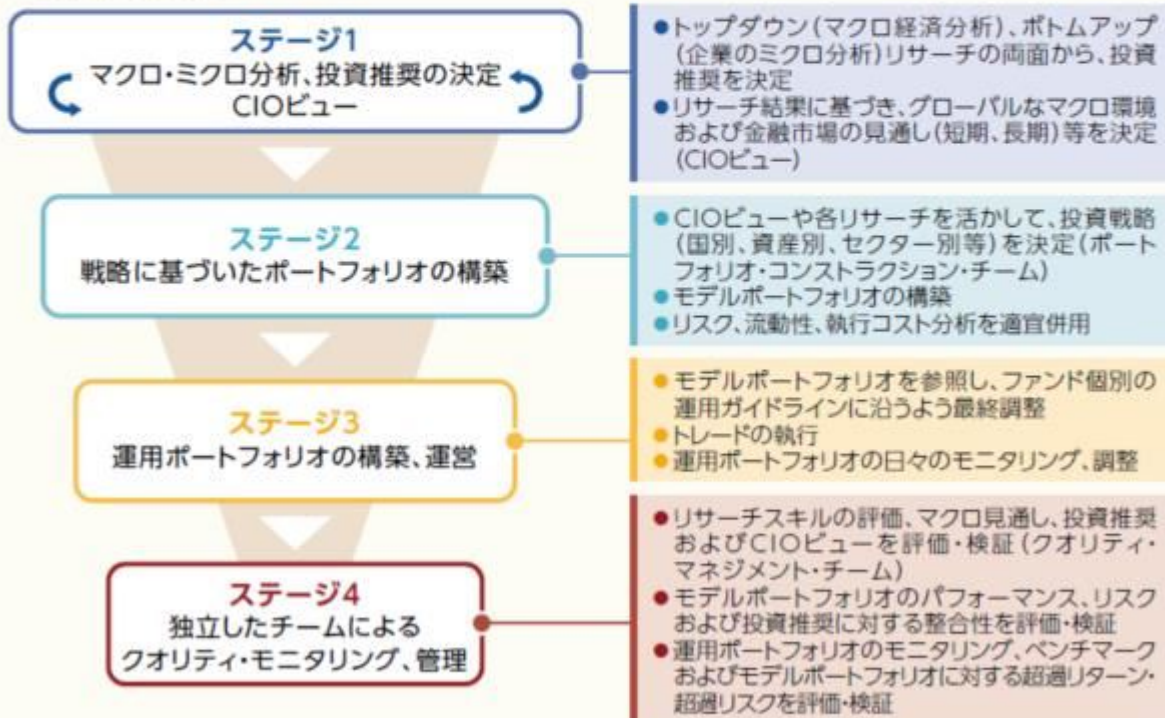 ステージ1
マクロ・ミクロ分析、投資推奨の決定
CIOビュー
●トップダウン(マクロ経済分析)、ボトムアップ
(企業のミクロ分析)リサーチの両面から、投資
推奨を決定
●リサーチ結果に基づき、グローバルなマクロ環境
および金融市場の見通し(短期、長期)等を決定
(CIOビュー)
ステージ2
戦略に基づいたポートフォリオの構築
●CIOビューや各リサーチを活かして、投資戦略
(国別、資産別、セクター別等)を決定(ポート
フォリオ・コンストラクション・チーム)
●モデルポートフォリオの構築
●リスク、流動性、執行コスト分析を適宜併用
ステージ3
運用ポートフォリオの構築、運営
●モデルポートフォリオを参照し、ファンド個別の
運用ガイドラインに沿うよう最終調整
●トレードの執行
●運用ポートフォリオの日々のモニタリング、調整
ステージ4
独立したチームによる
クオリティ・モニタリング、管理
●リサーチスキルの評価、マクロ見通し、投資推奨
およびCIOビューを評価・検証(クオリティ・
マネジメント・チーム)
●モデルポートフォリオのパフォーマンス、リスク
および投資推奨に対する整合性を評価・検証
●運用ポートフォリオのモニタリング、ベンチマーク
およびモデルポートフォリオに対する超過リターン・
超過リスクを評価・検証